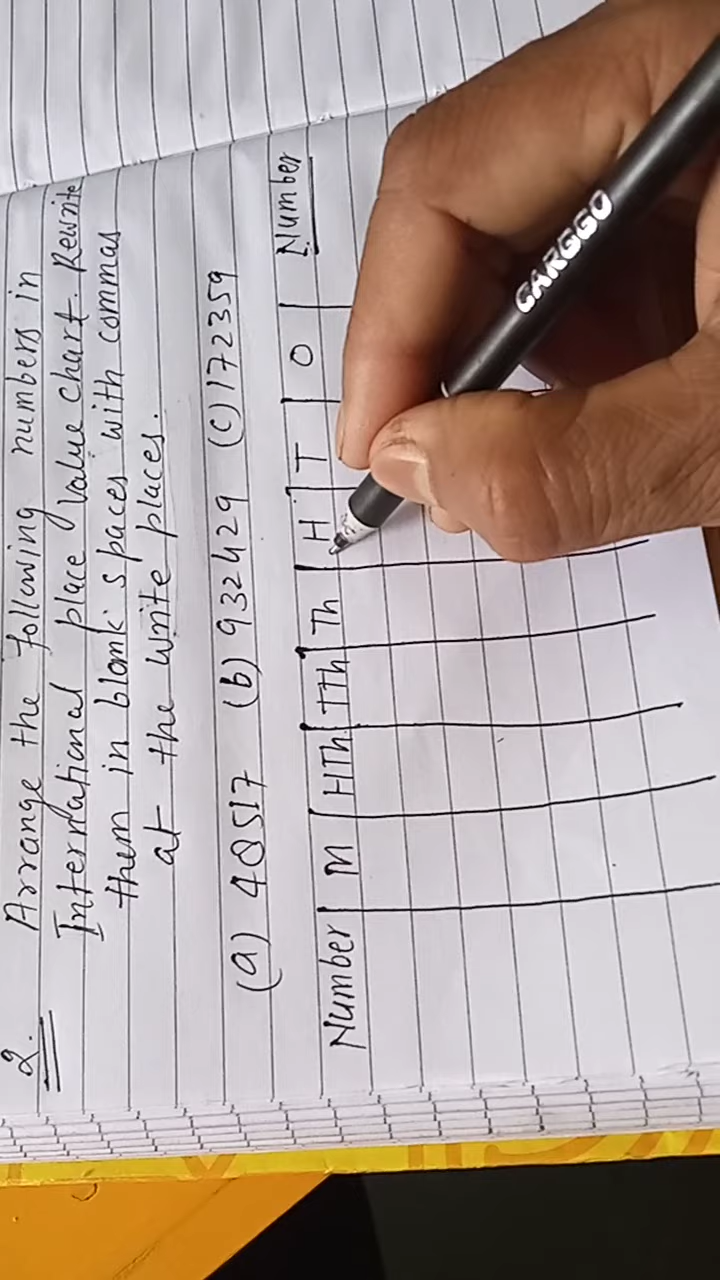 2. Arrange the following numbers in
International place value chart. Rewrite
them in blank spaces with commas
at the write places.
(a) 40517 (b) 932429 (c) 172359
Number M HTh TTh Th H T O Number
CARGGO